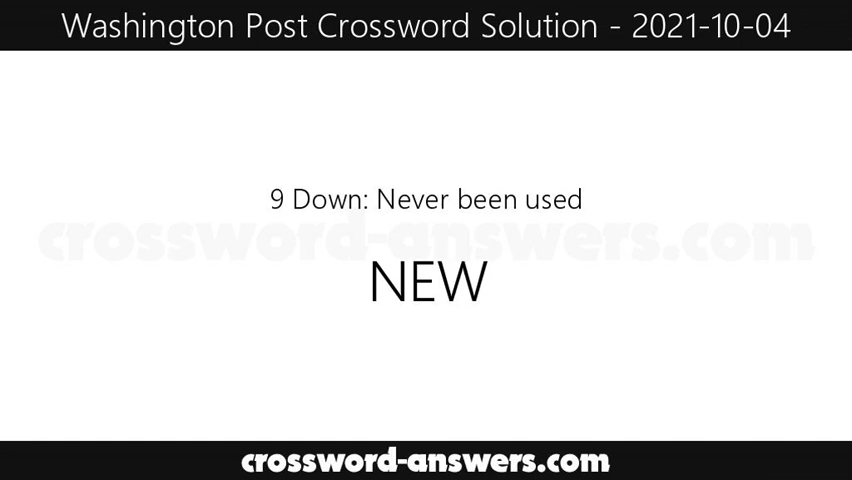 Washington Post Crossword Solution - 2021-10-04
9 Down: Never been used
crossword-answers.com
NEW
crossword-answers.com